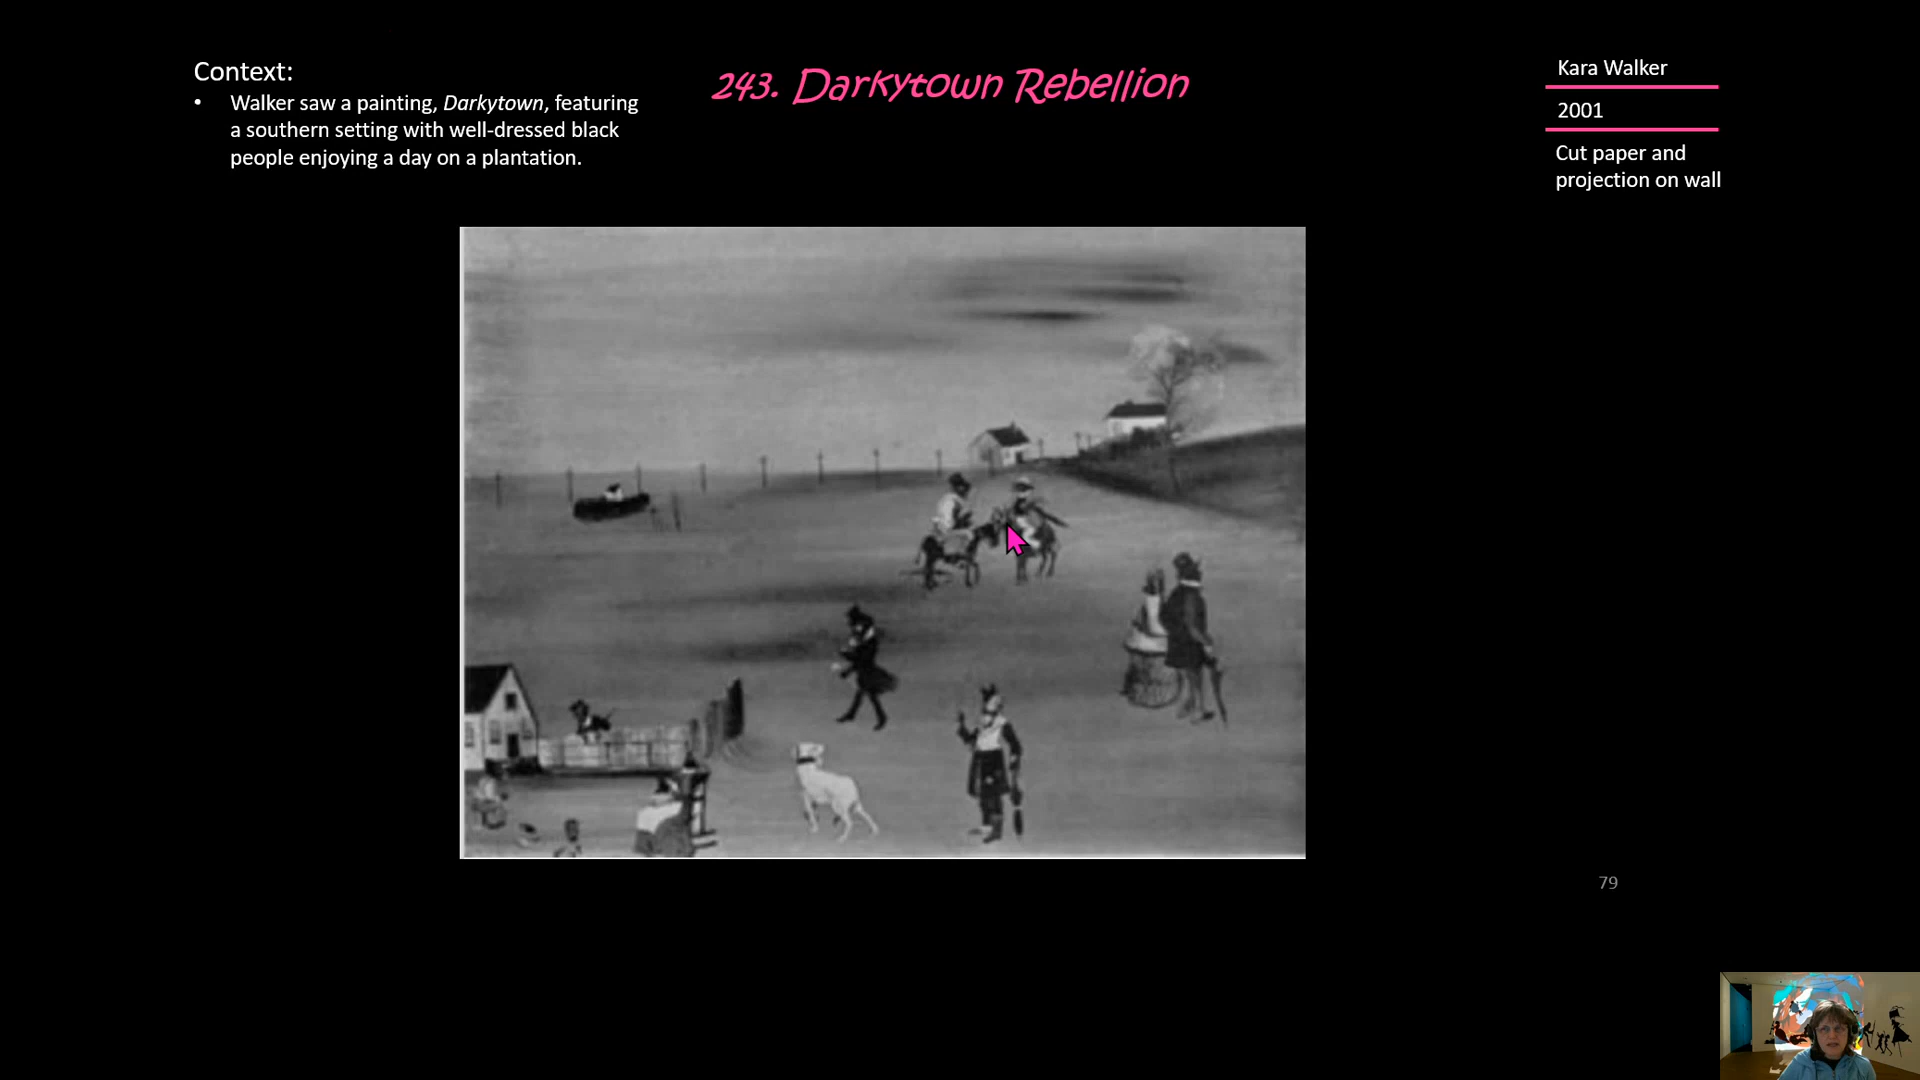 Context:
• Walker saw a painting, Darkytown, featuring
a southern setting with well-dressed black
people enjoying a day on a plantation.
243. Darkytown Rebellion
Kara Walker
2001
Cut paper and
projection on wall
79